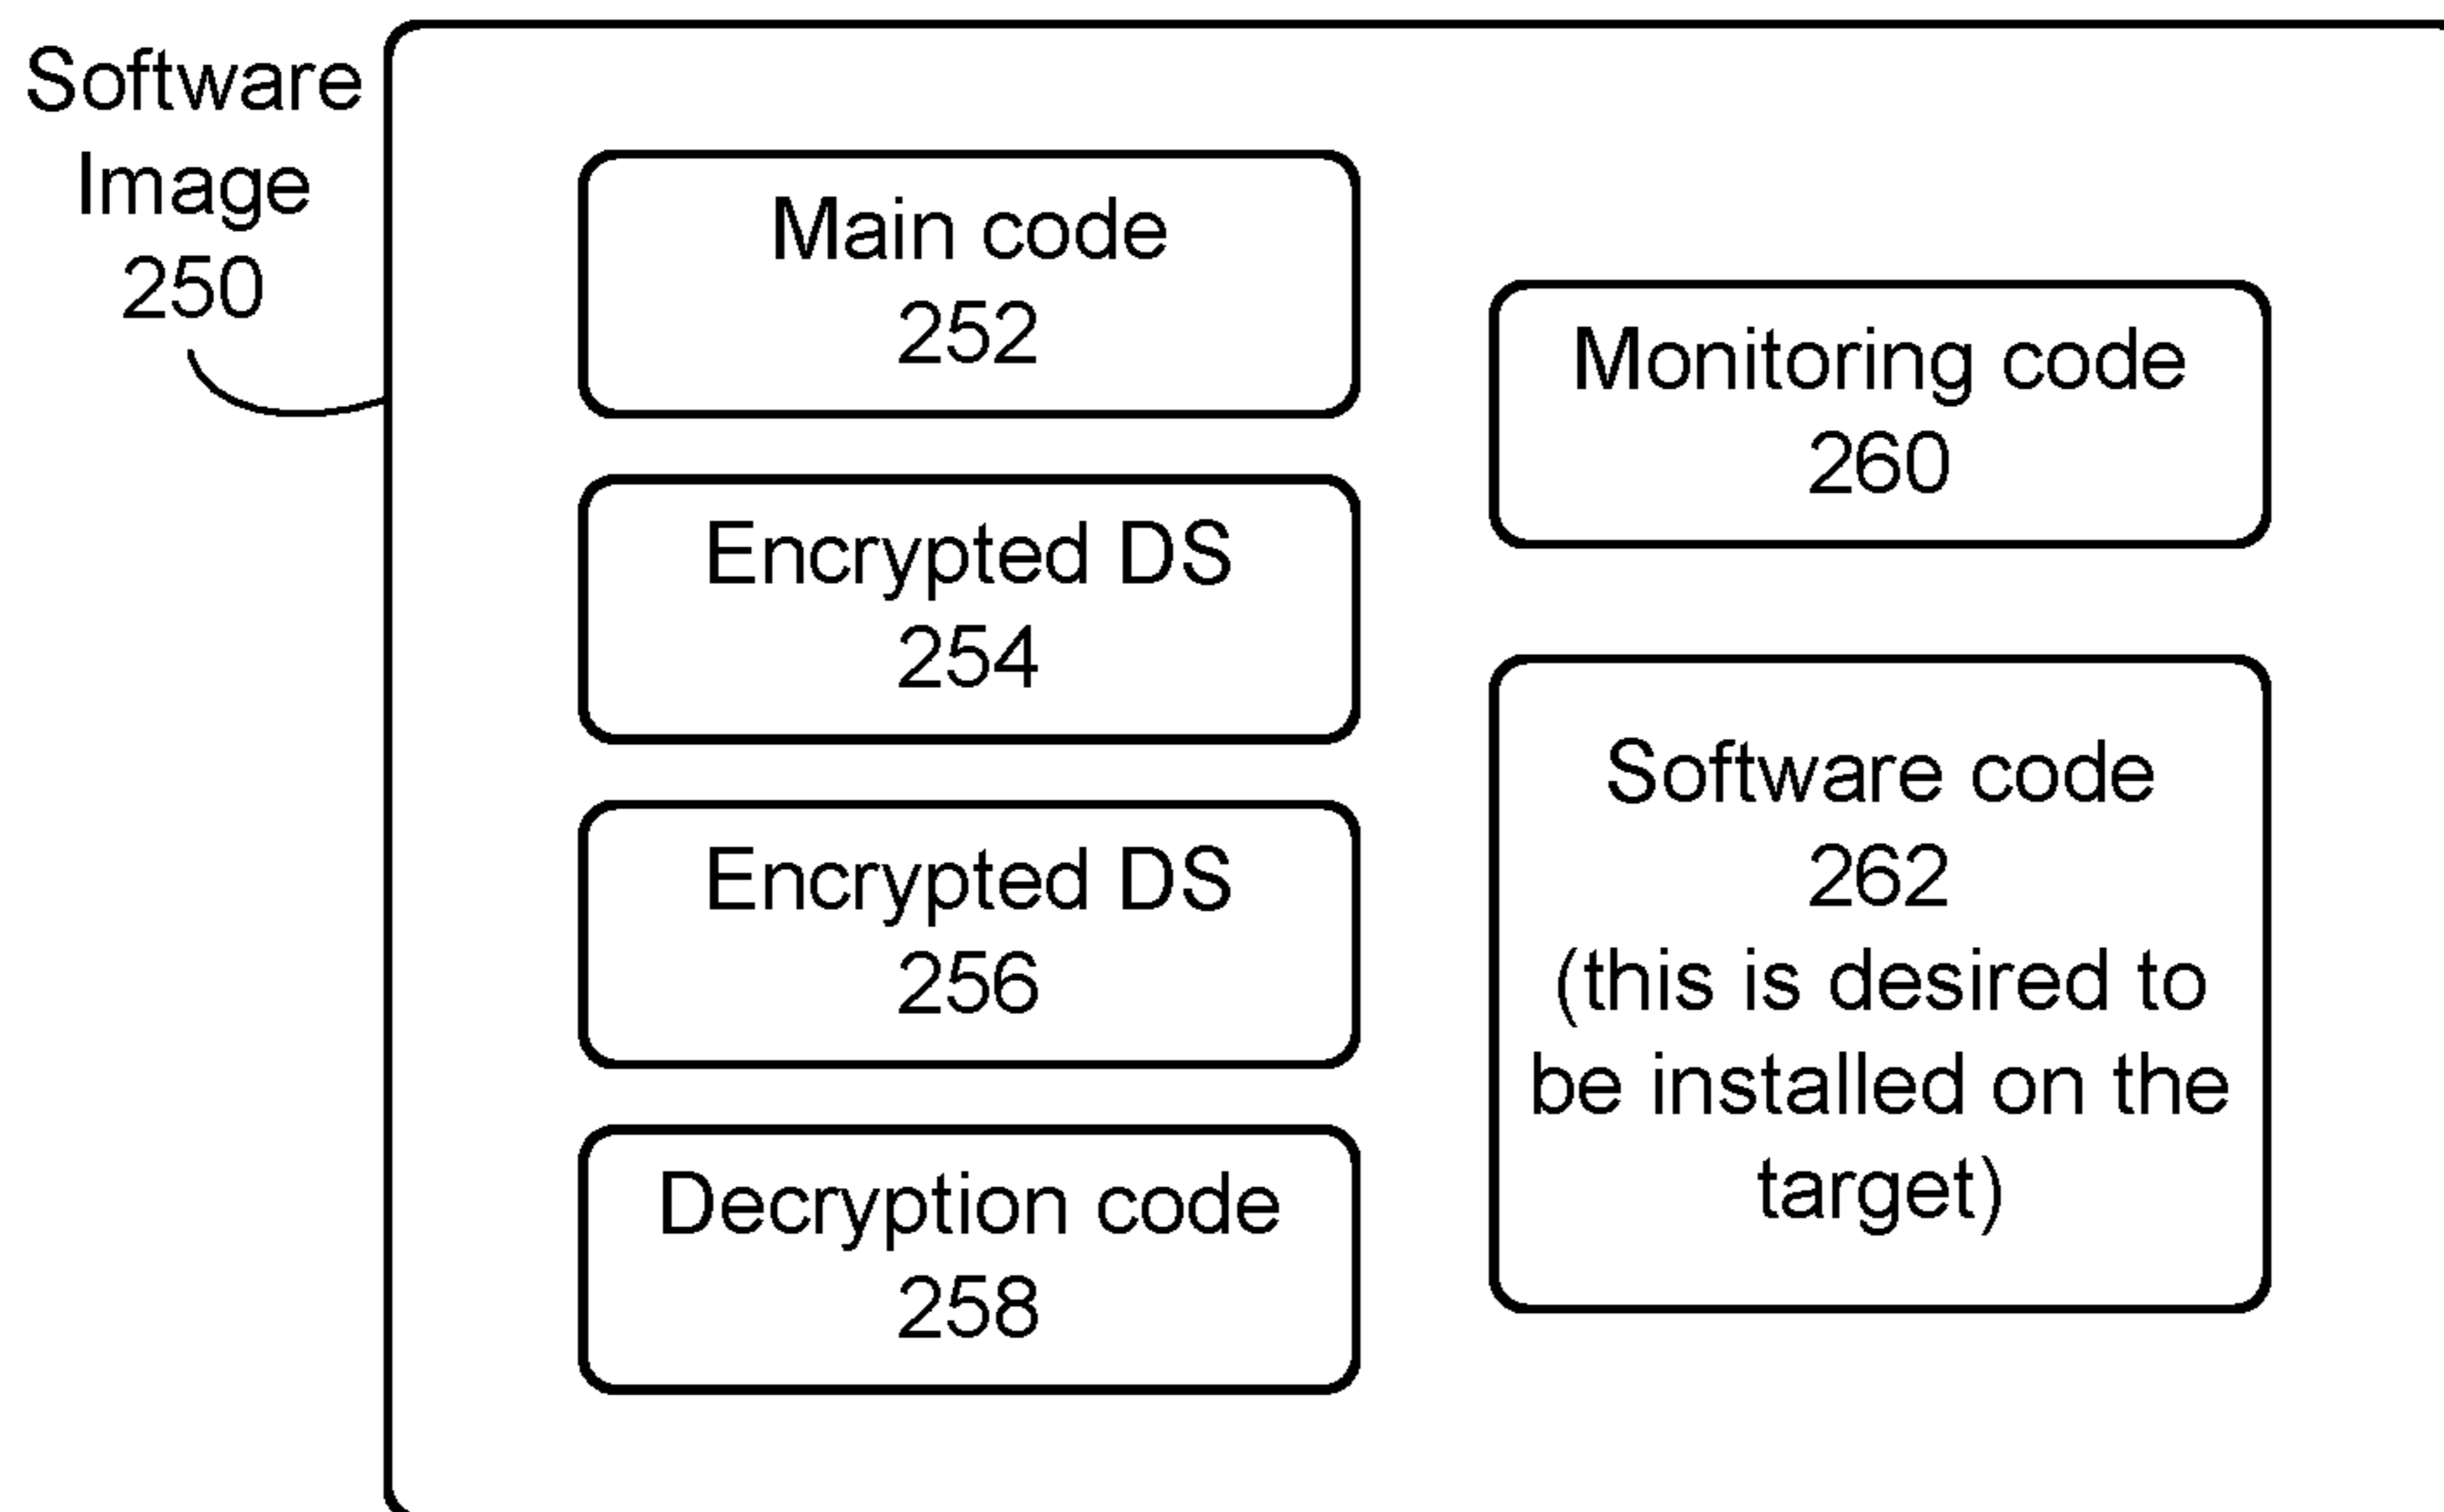 Software
Image
250
Main code
252
Encrypted DS
254
Encrypted DS
256
Decryption code
258
Monitoring code
260
Software code
262
(this is desired to
be installed on the
target)